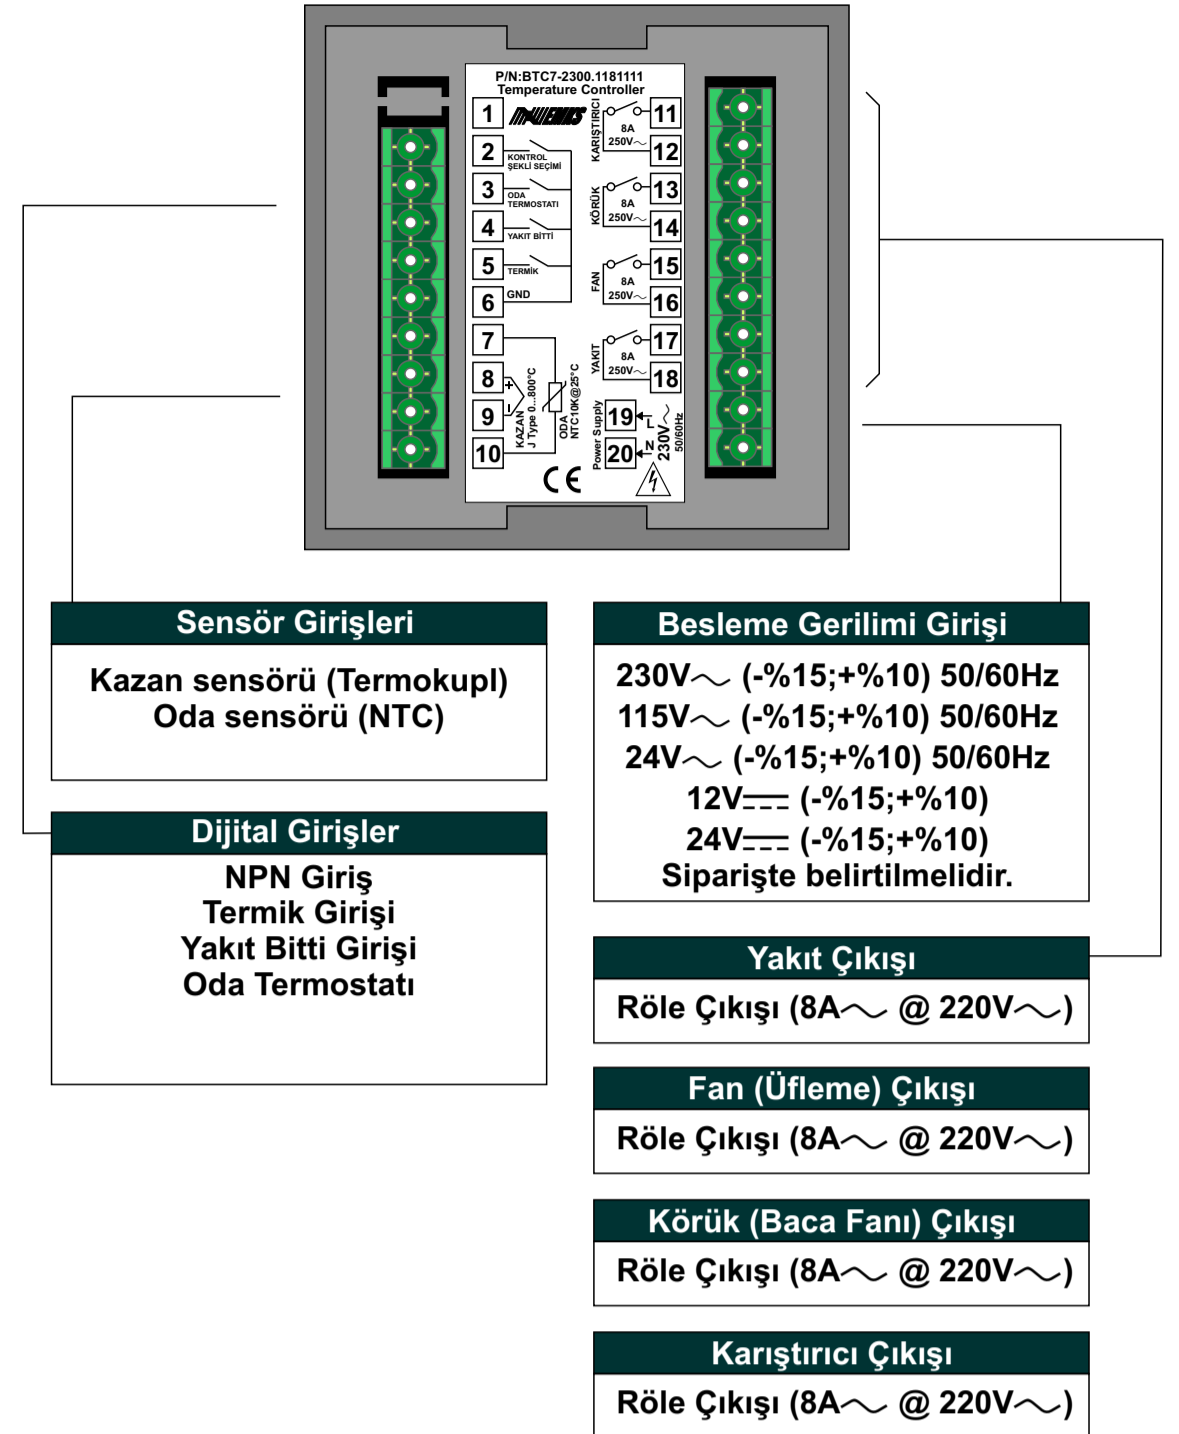 P/N:BTC7-2300.1181111
Temperature Controller
1
2
KONTROL
ŞEKLİ SEÇİMİ
3
ODA
TERMOSTATI
4
YAKIT BİTTİ
5
TERMİK
6
GND
7
8
+
9
-
10
KAZAN
J Type 0...800°C
ODA
NTC10K@25°C
KARIŞTIRICI
11
8A
250V～
12
KÖRÜK
13
8A
250V～
14
FAN
15
8A
250V～
16
YAKIT
17
8A
250V～
18
Power Supply
19
L
20
N
230V～
50/60Hz
CE
Sensör Girişleri
Kazan sensörü (Termokupl)
Oda sensörü (NTC)
Dijital Girişler
NPN Giriş
Termik Girişi
Yakıt Bitti Girişi
Oda Termostatı
Besleme Gerilimi Girişi
230V～ (-%15;+%10) 50/60Hz
115V～ (-%15;+%10) 50/60Hz
24V～ (-%15;+%10) 50/60Hz
12V⎓ (-%15;+%10)
24V⎓ (-%15;+%10)
Siparişte belirtilmelidir.
Yakıt Çıkışı
Röle Çıkışı (8A～ @ 220V～)
Fan (Üfleme) Çıkışı
Röle Çıkışı (8A～ @ 220V～)
Körük (Baca Fanı) Çıkışı
Röle Çıkışı (8A～ @ 220V～)
Karıştırıcı Çıkışı
Röle Çıkışı (8A～ @ 220V～)